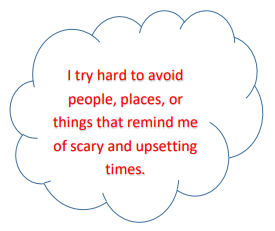 I try hard to avoid
people, places, or
things that remind me
of scary and upsetting
times.